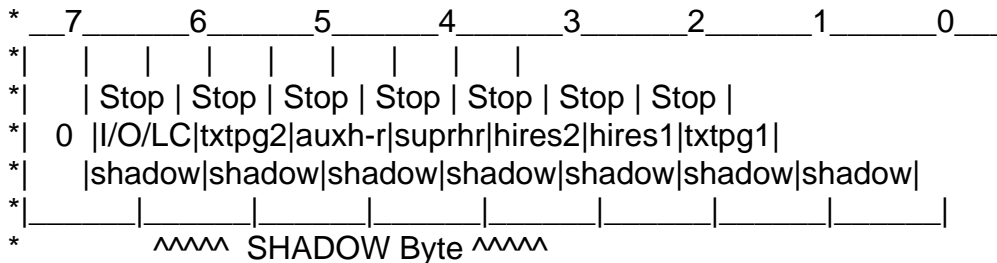 * __7______6______5______4______3______2______1______0___
*|      |     |     |     |     |     |     |     |
*|      | Stop | Stop | Stop | Stop | Stop | Stop | Stop |
*|   0  |I/O/LC|txtpg2|auxh-r|suprhr|hires2|hires1|txtpg1|
*|      |shadow|shadow|shadow|shadow|shadow|shadow|shadow|
*|______|______|______|______|______|______|______|______|
*           ^^^^^  SHADOW Byte ^^^^^